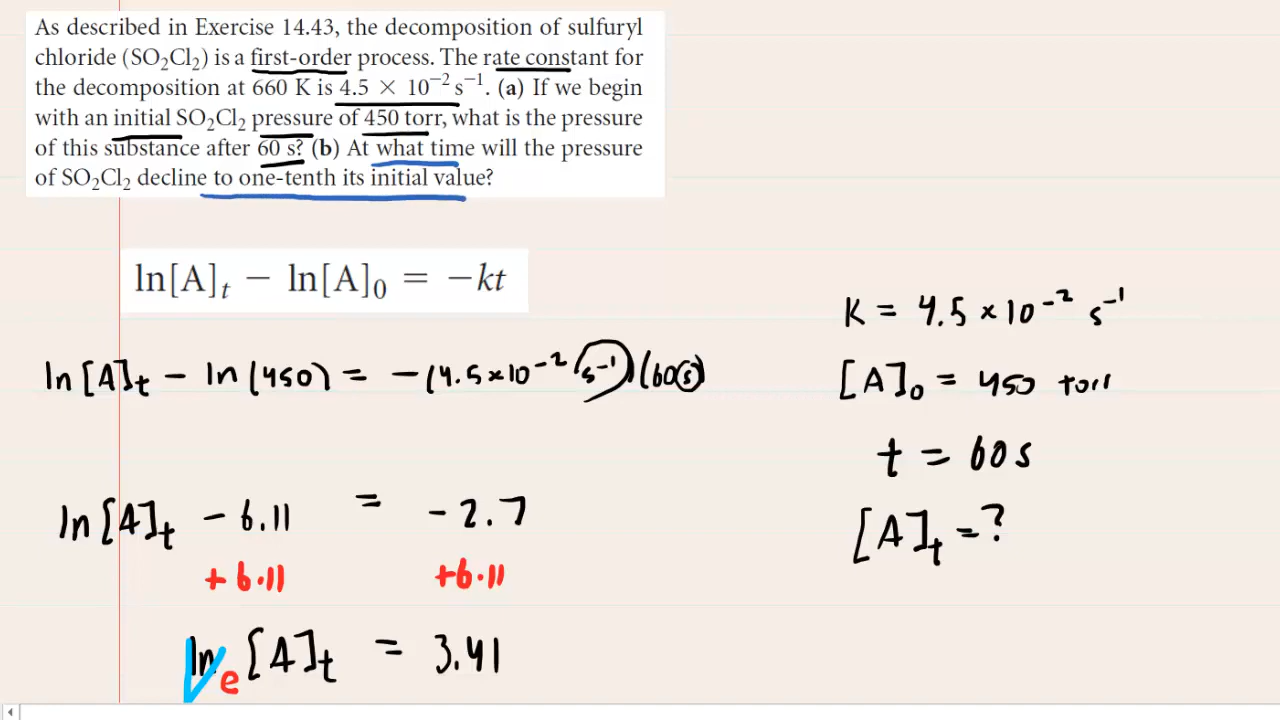 As described in Exercise 14.43, the decomposition of sulfuryl
chloride (SO₂Cl₂) is a first-order process. The rate constant for
the decomposition at 660 K is 4.5 × 10⁻² s⁻¹. (a) If we begin
with an initial SO₂Cl₂ pressure of 450 torr, what is the pressure
of this substance after 60 s? (b) At what time will the pressure
of SO₂Cl₂ decline to one-tenth its initial value?
ln[A]ₜ − ln[A]₀ = −kt
ln[A]ₜ − ln(450) = −(4.5×10⁻² s⁻¹)(60(s))
ln[A]ₜ − 6.11 = −2.7
+6.11 +6.11
lnₑ[A]ₜ = 3.41
K = 4.5 × 10⁻² s⁻¹
[A]₀ = 450 torr
t = 60 s
[A]ₜ = ?